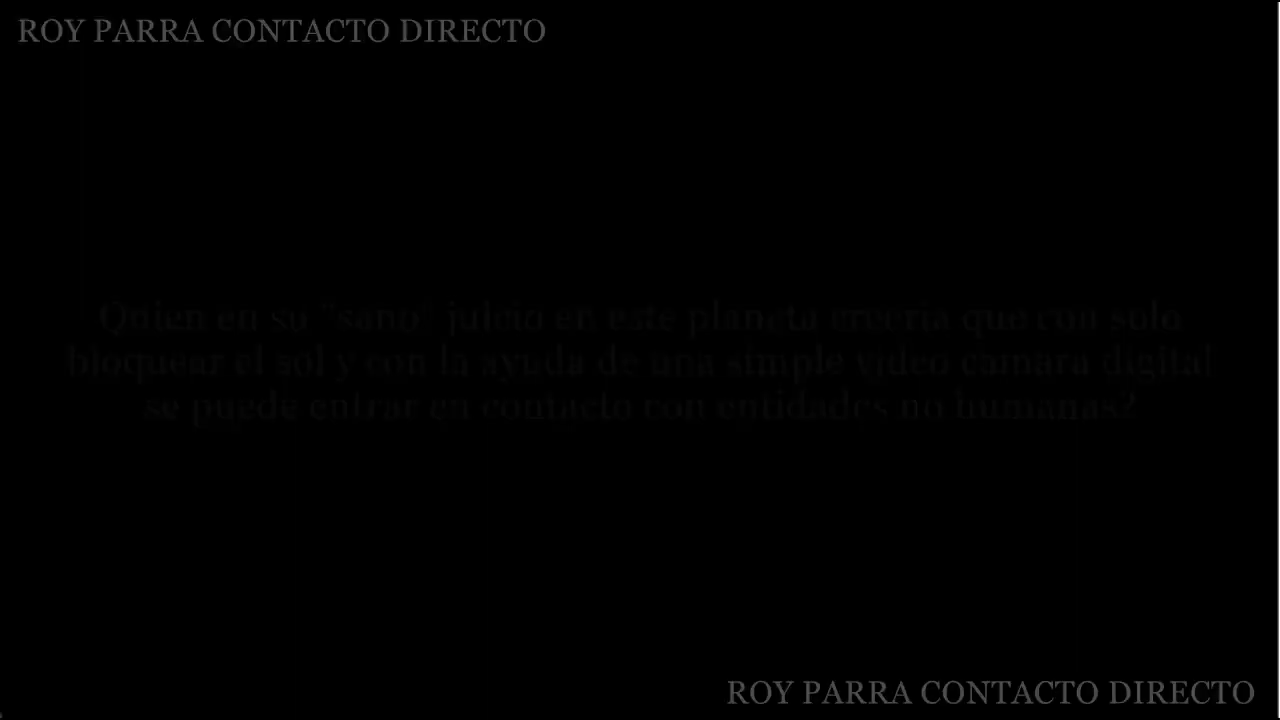 ROY PARRA CONTACTO DIRECTO
Quien en su "sano" juicio en este planeta creeria que con solo
bloquear el sol y con la ayuda de una simple video camara digital
se puede entrar en contacto con entidades no humanas?
ROY PARRA CONTACTO DIRECTO